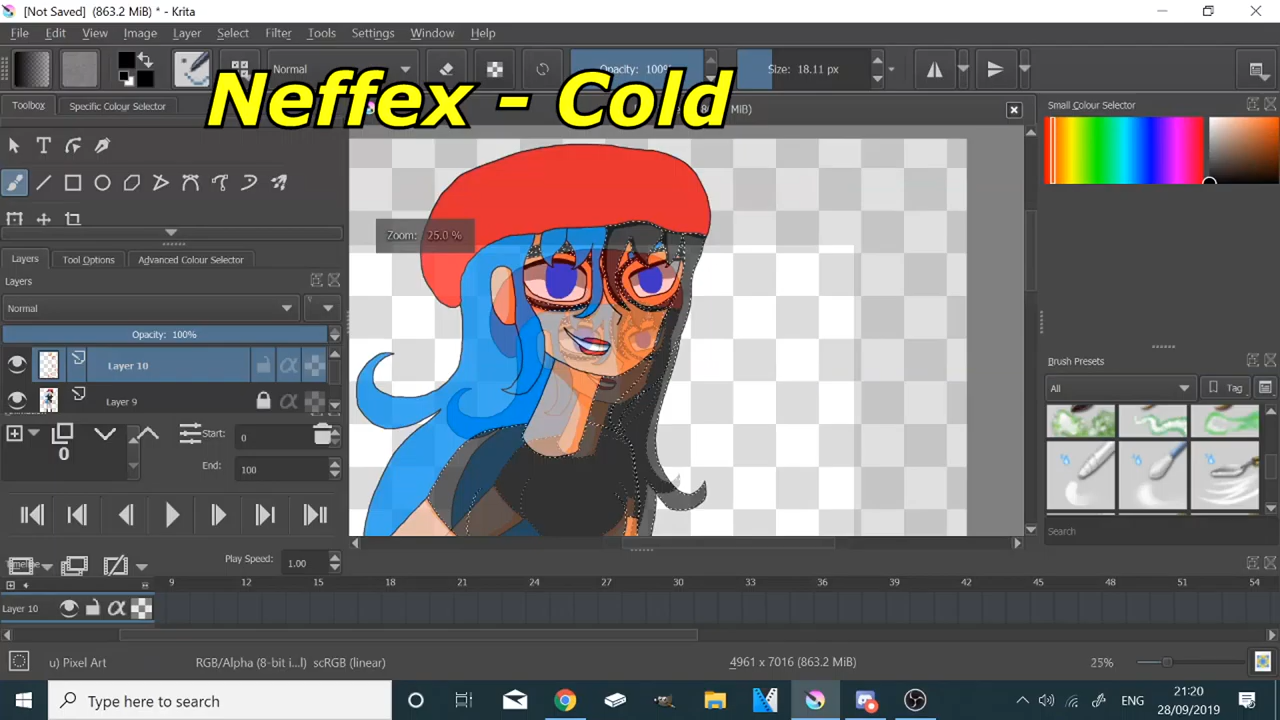 [Not Saved] (863.2 MiB) * - Krita
File Edit View Image Layer Select Filter Tools Settings Window Help
Normal
Opacity: 100%
Size: 18.11 px
Neffex - Cold
Toolbox
Specific Colour Selector
MiB)
Small Colour Selector
Zoom: 25.0 %
Layers
Tool Options
Advanced Colour Selector
Layers
Normal
Opacity: 100%
Layer 10
Layer 9
Brush Presets
All
Tag
Start: 0
0
End: 100
Search
Timeline
Play Speed: 1.00
9 12 15 18 21 24 27 30 33 36 39 42 45 48 51 54
Layer 10
u) Pixel Art
RGB/Alpha (8-bit i...l) scRGB (linear)
4961 x 7016 (863.2 MiB)
25%
Type here to search
ENG
21:20
28/09/2019